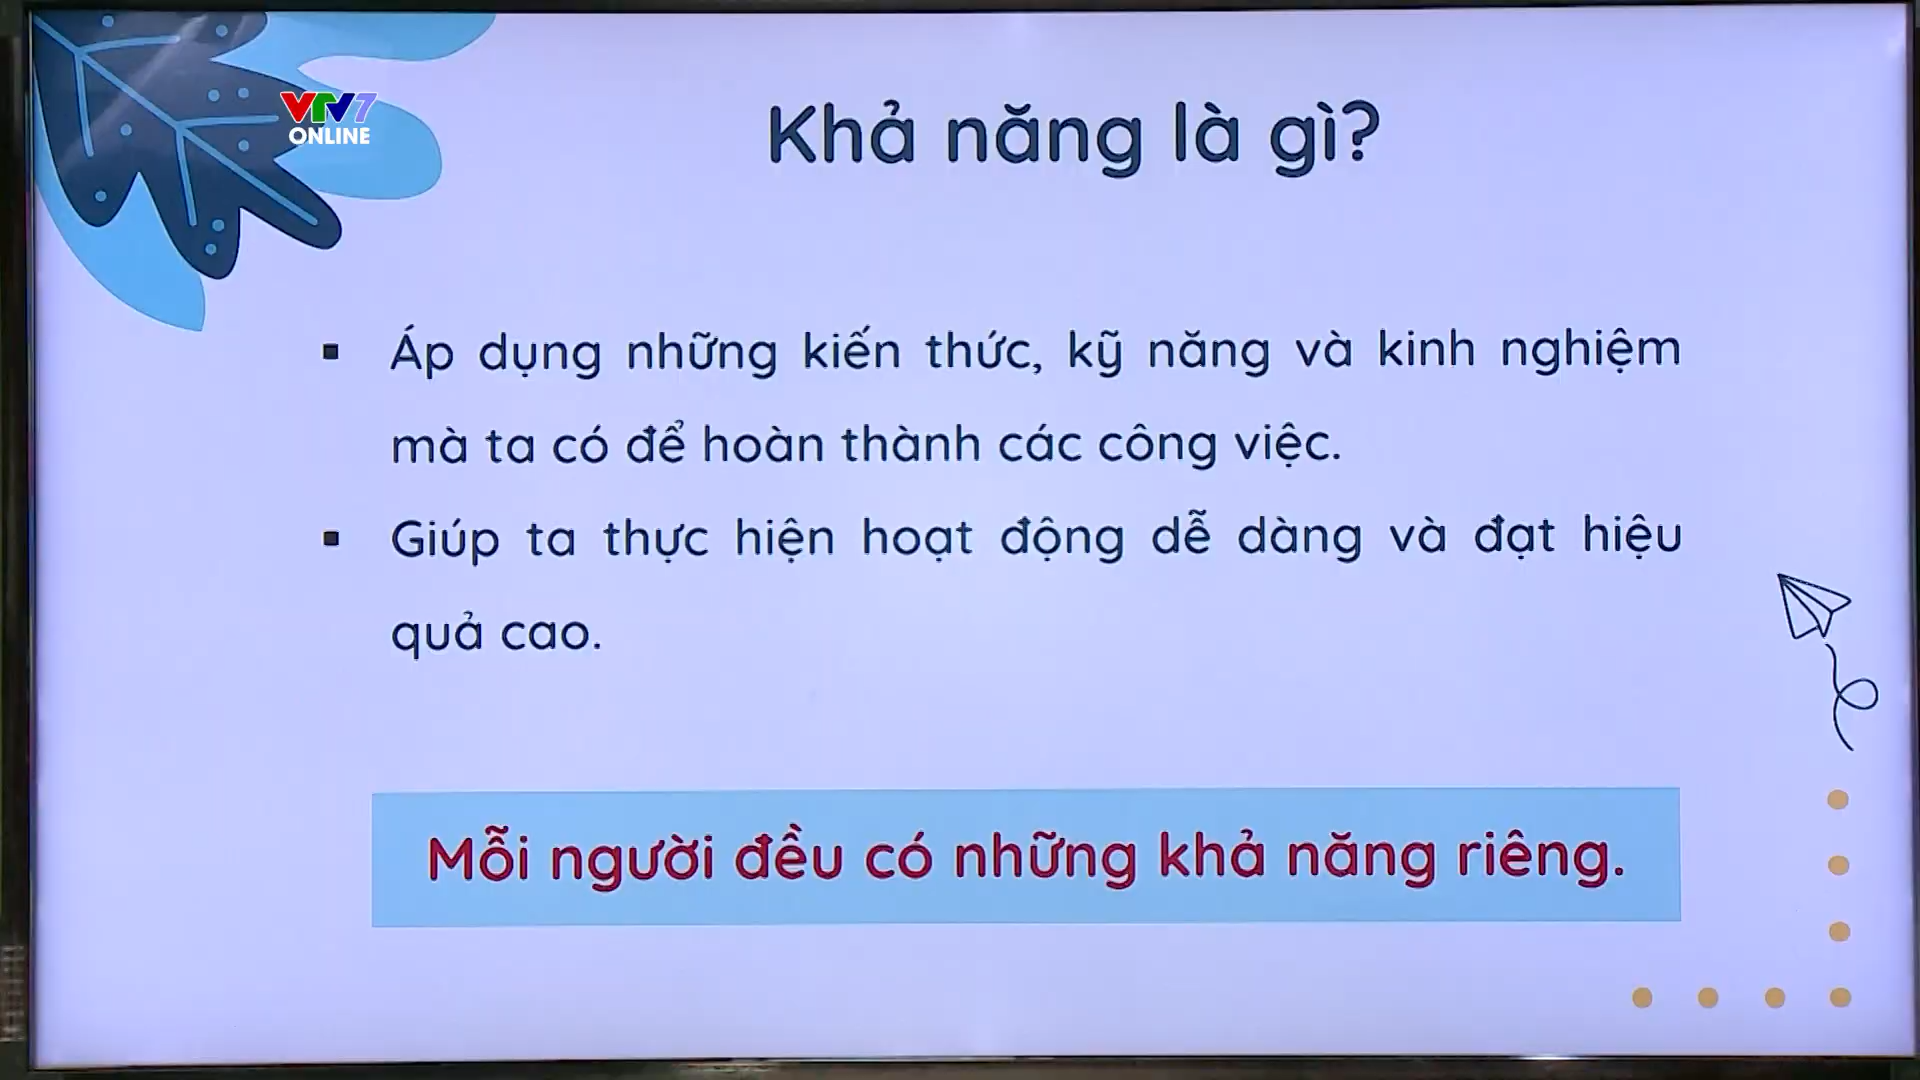 VTV7
ONLINE
Khả năng là gì?
▪ Áp dụng những kiến thức, kỹ năng và kinh nghiệm
mà ta có để hoàn thành các công việc.
▪ Giúp ta thực hiện hoạt động dễ dàng và đạt hiệu
quả cao.
Mỗi người đều có những khả năng riêng.